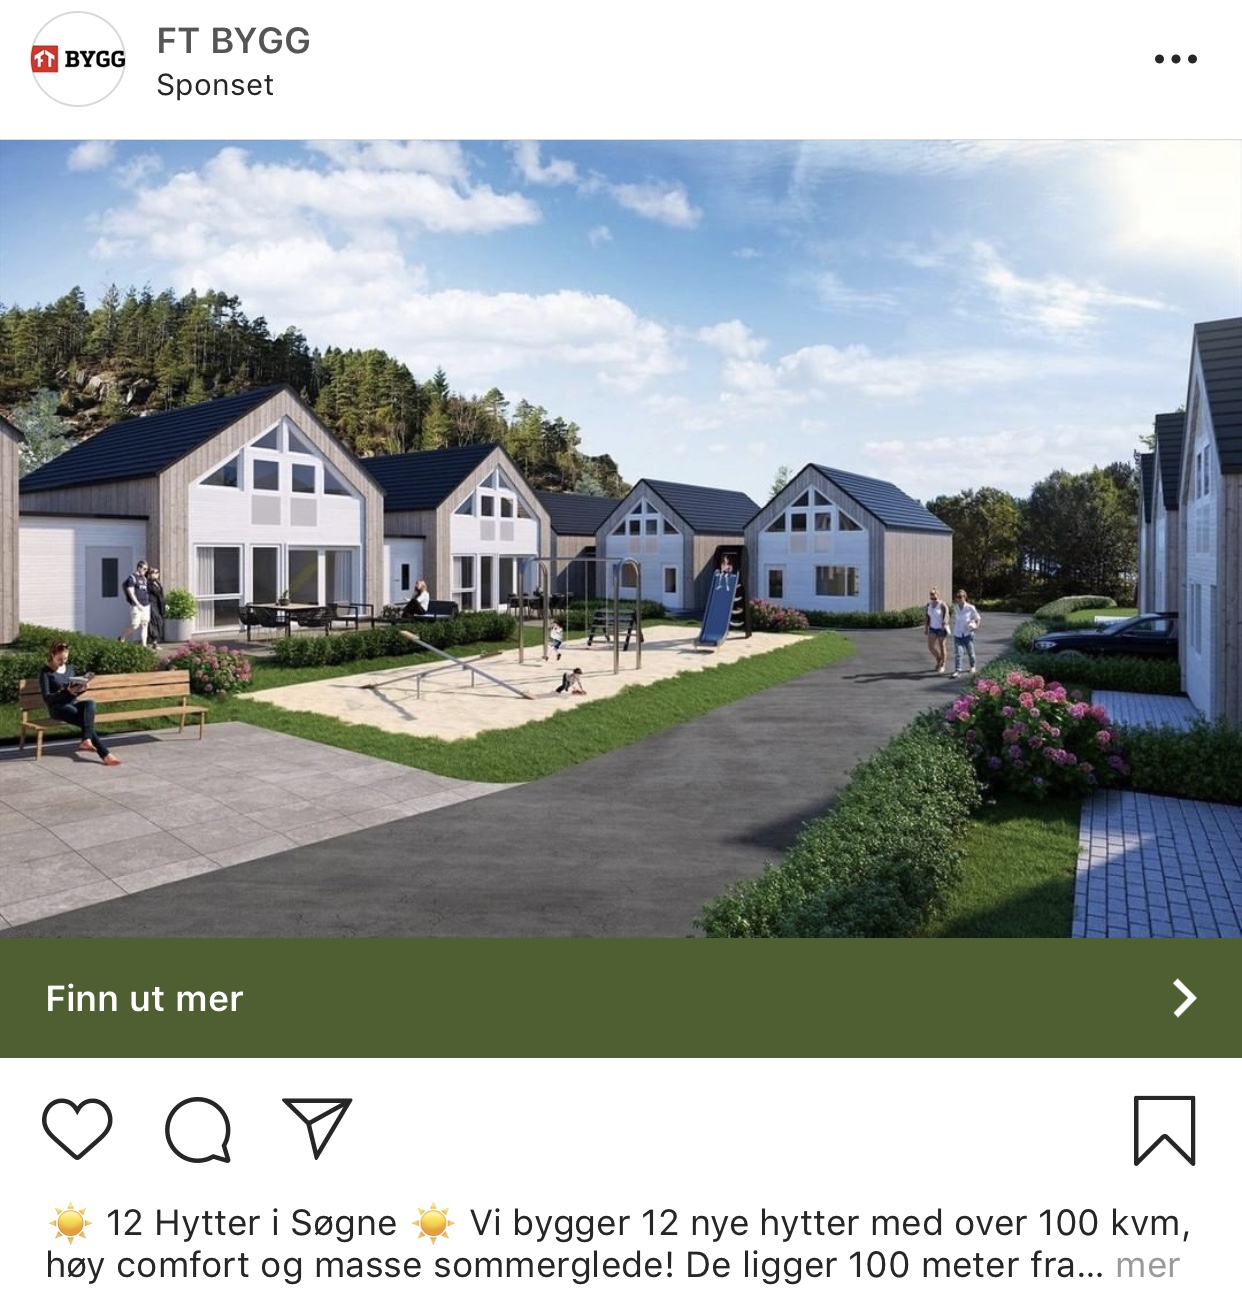 FT BYGG
FT BYGG
Sponset
Finn ut mer
☀️ 12 Hytter i Søgne ☀️ Vi bygger 12 nye hytter med over 100 kvm,
høy comfort og masse sommerglede! De ligger 100 meter fra... mer